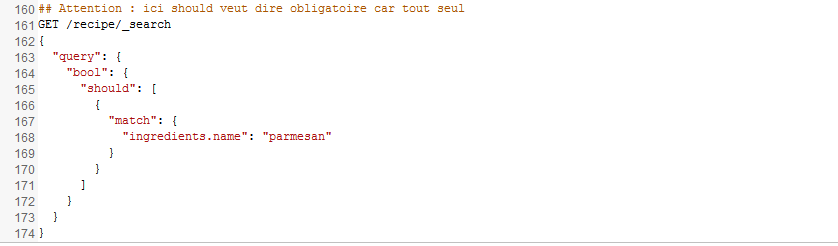 160 ## Attention : ici should veut dire obligatoire car tout seul
161 GET /recipe/_search
162 {
163   "query": {
164     "bool": {
165       "should": [
166         {
167           "match": {
168             "ingredients.name": "parmesan"
169           }
170         }
171       ]
172     }
173   }
174 }